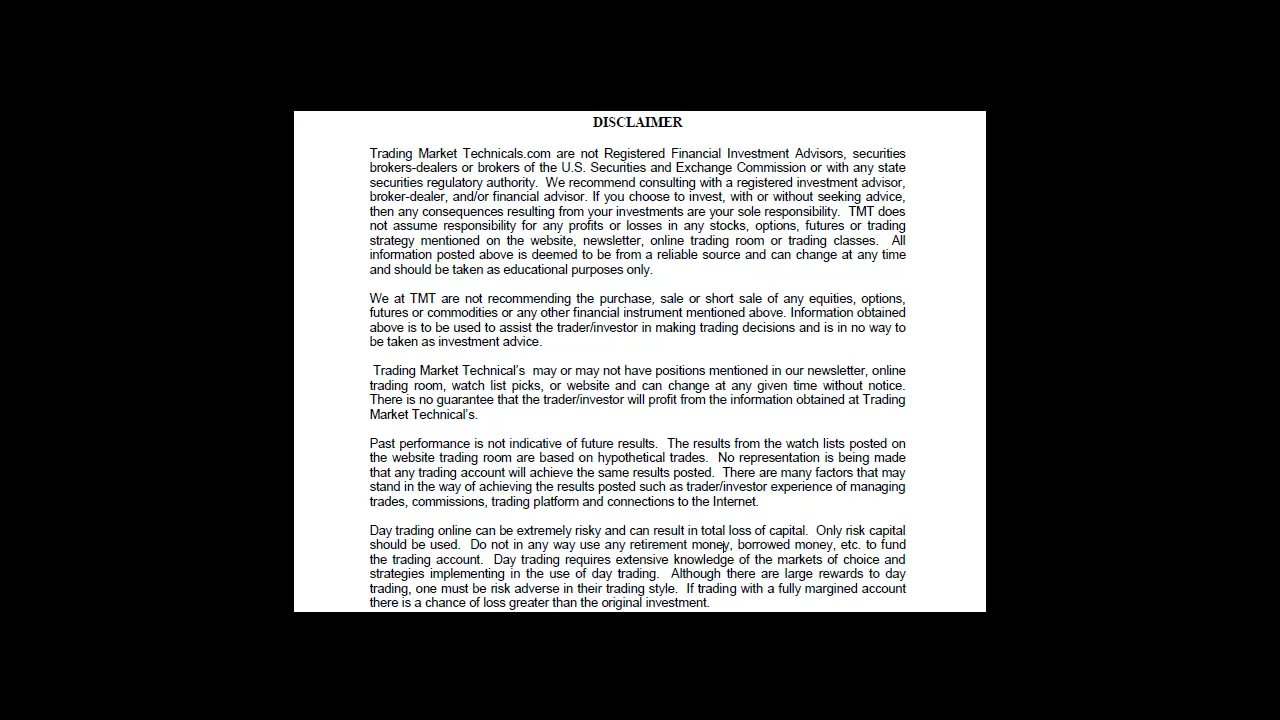 DISCLAIMER
Trading Market Technicals.com are not Registered Financial Investment Advisors, securities
brokers-dealers or brokers of the U.S. Securities and Exchange Commission or with any state
securities regulatory authority.  We recommend consulting with a registered investment advisor,
broker-dealer, and/or financial advisor. If you choose to invest, with or without seeking advice,
then any consequences resulting from your investments are your sole responsibility.  TMT does
not assume responsibility for any profits or losses in any stocks, options, futures or trading
strategy mentioned on the website, newsletter, online trading room or trading classes.  All
information posted above is deemed to be from a reliable source and can change at any time
and should be taken as educational purposes only.
We at TMT are not recommending the purchase, sale or short sale of any equities, options,
futures or commodities or any other financial instrument mentioned above. Information obtained
above is to be used to assist the trader/investor in making trading decisions and is in no way to
be taken as investment advice.
Trading Market Technical's  may or may not have positions mentioned in our newsletter, online
trading room, watch list picks, or website and can change at any given time without notice.
There is no guarantee that the trader/investor will profit from the information obtained at Trading
Market Technical's.
Past performance is not indicative of future results.  The results from the watch lists posted on
the website trading room are based on hypothetical trades.  No representation is being made
that any trading account will achieve the same results posted.  There are many factors that may
stand in the way of achieving the results posted such as trader/investor experience of managing
trades, commissions, trading platform and connections to the Internet.
Day trading online can be extremely risky and can result in total loss of capital.  Only risk capital
should be used.  Do not in any way use any retirement money, borrowed money, etc. to fund
the trading account.  Day trading requires extensive knowledge of the markets of choice and
strategies implementing in the use of day trading.  Although there are large rewards to day
trading, one must be risk adverse in their trading style.  If trading with a fully margined account
there is a chance of loss greater than the original investment.